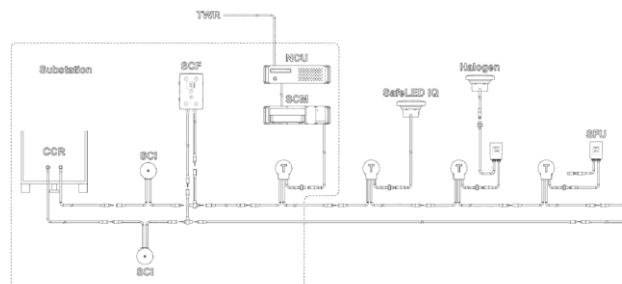 TWR
Substation
SCF
NCU
Halogen
SCM
SafeLED IQ
SFU
CCR
SCI
T
T
T
T
SCI